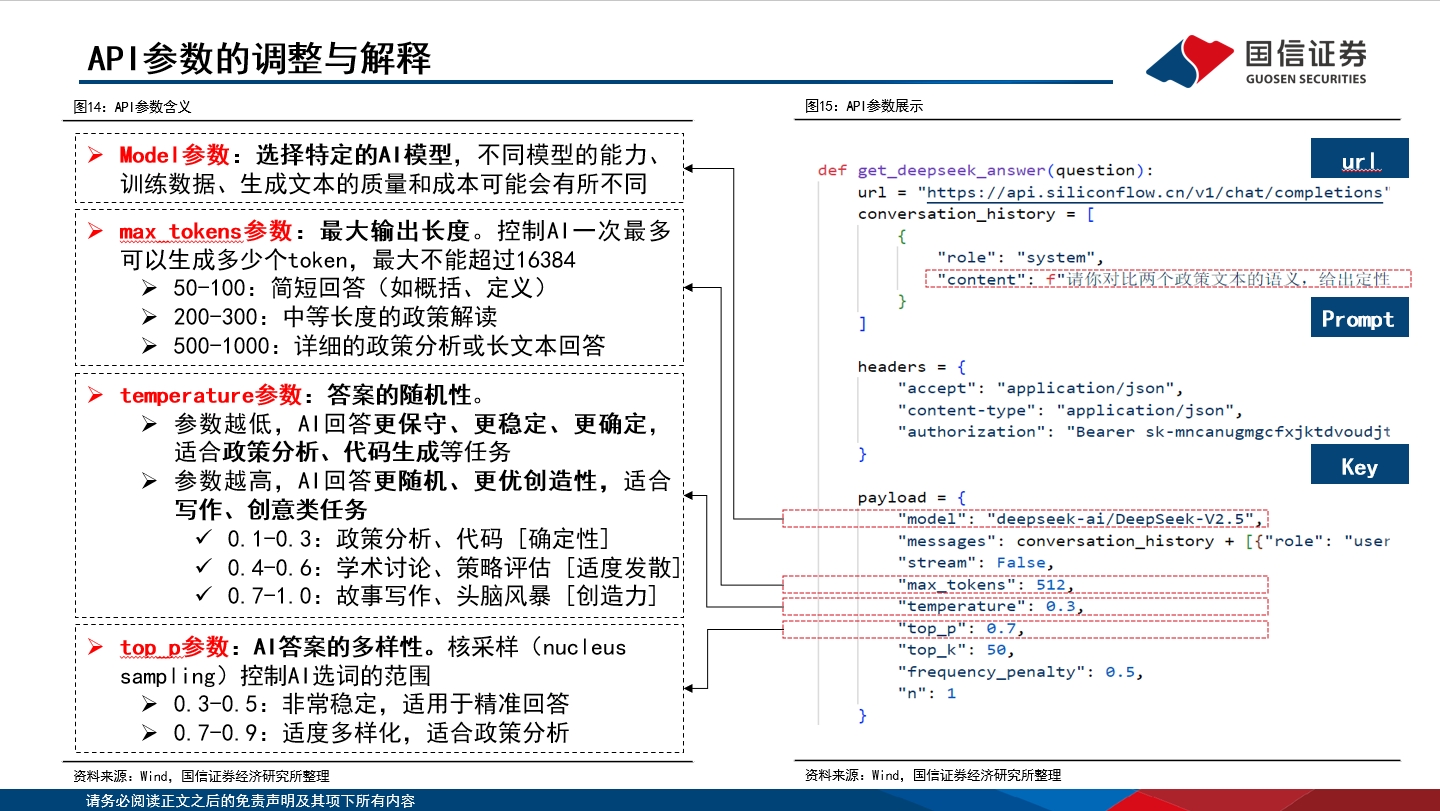 API参数的调整与解释
国信证券
GUOSEN SECURITIES
图14：API参数含义
➢ Model参数：选择特定的AI模型，不同模型的能力、
训练数据、生成文本的质量和成本可能会有所不同
➢ max_tokens参数：最大输出长度。控制AI一次最多
可以生成多少个token，最大不能超过16384
➢ 50-100：简短回答（如概括、定义）
➢ 200-300：中等长度的政策解读
➢ 500-1000：详细的政策分析或长文本回答
➢ temperature参数：答案的随机性。
➢ 参数越低，AI回答更保守、更稳定、更确定，
适合政策分析、代码生成等任务
➢ 参数越高，AI回答更随机、更优创造性，适合
写作、创意类任务
✓ 0.1-0.3：政策分析、代码 [确定性]
✓ 0.4-0.6：学术讨论、策略评估 [适度发散]
✓ 0.7-1.0：故事写作、头脑风暴 [创造力]
➢ top_p参数：AI答案的多样性。核采样（nucleus
sampling）控制AI选词的范围
➢ 0.3-0.5：非常稳定，适用于精准回答
➢ 0.7-0.9：适度多样化，适合政策分析
资料来源：Wind，国信证券经济研究所整理
图15：API参数展示
url
def get_deepseek_answer(question):
url = "https://api.siliconflow.cn/v1/chat/completions"
conversation_history = [
{
"role": "system",
"content": f"请你对比两个政策文本的语义，给出定性
}
Prompt
]
headers = {
"accept": "application/json",
"content-type": "application/json",
"authorization": "Bearer sk-mncanugmgcfxjktdvoudjt
}
Key
payload = {
"model": "deepseek-ai/DeepSeek-V2.5",
"messages": conversation_history + [{"role": "user
"stream": False,
"max_tokens": 512,
"temperature": 0.3,
"top_p": 0.7,
"top_k": 50,
"frequency_penalty": 0.5,
"n": 1
}
资料来源：Wind，国信证券经济研究所整理
请务必阅读正文之后的免责声明及其项下所有内容